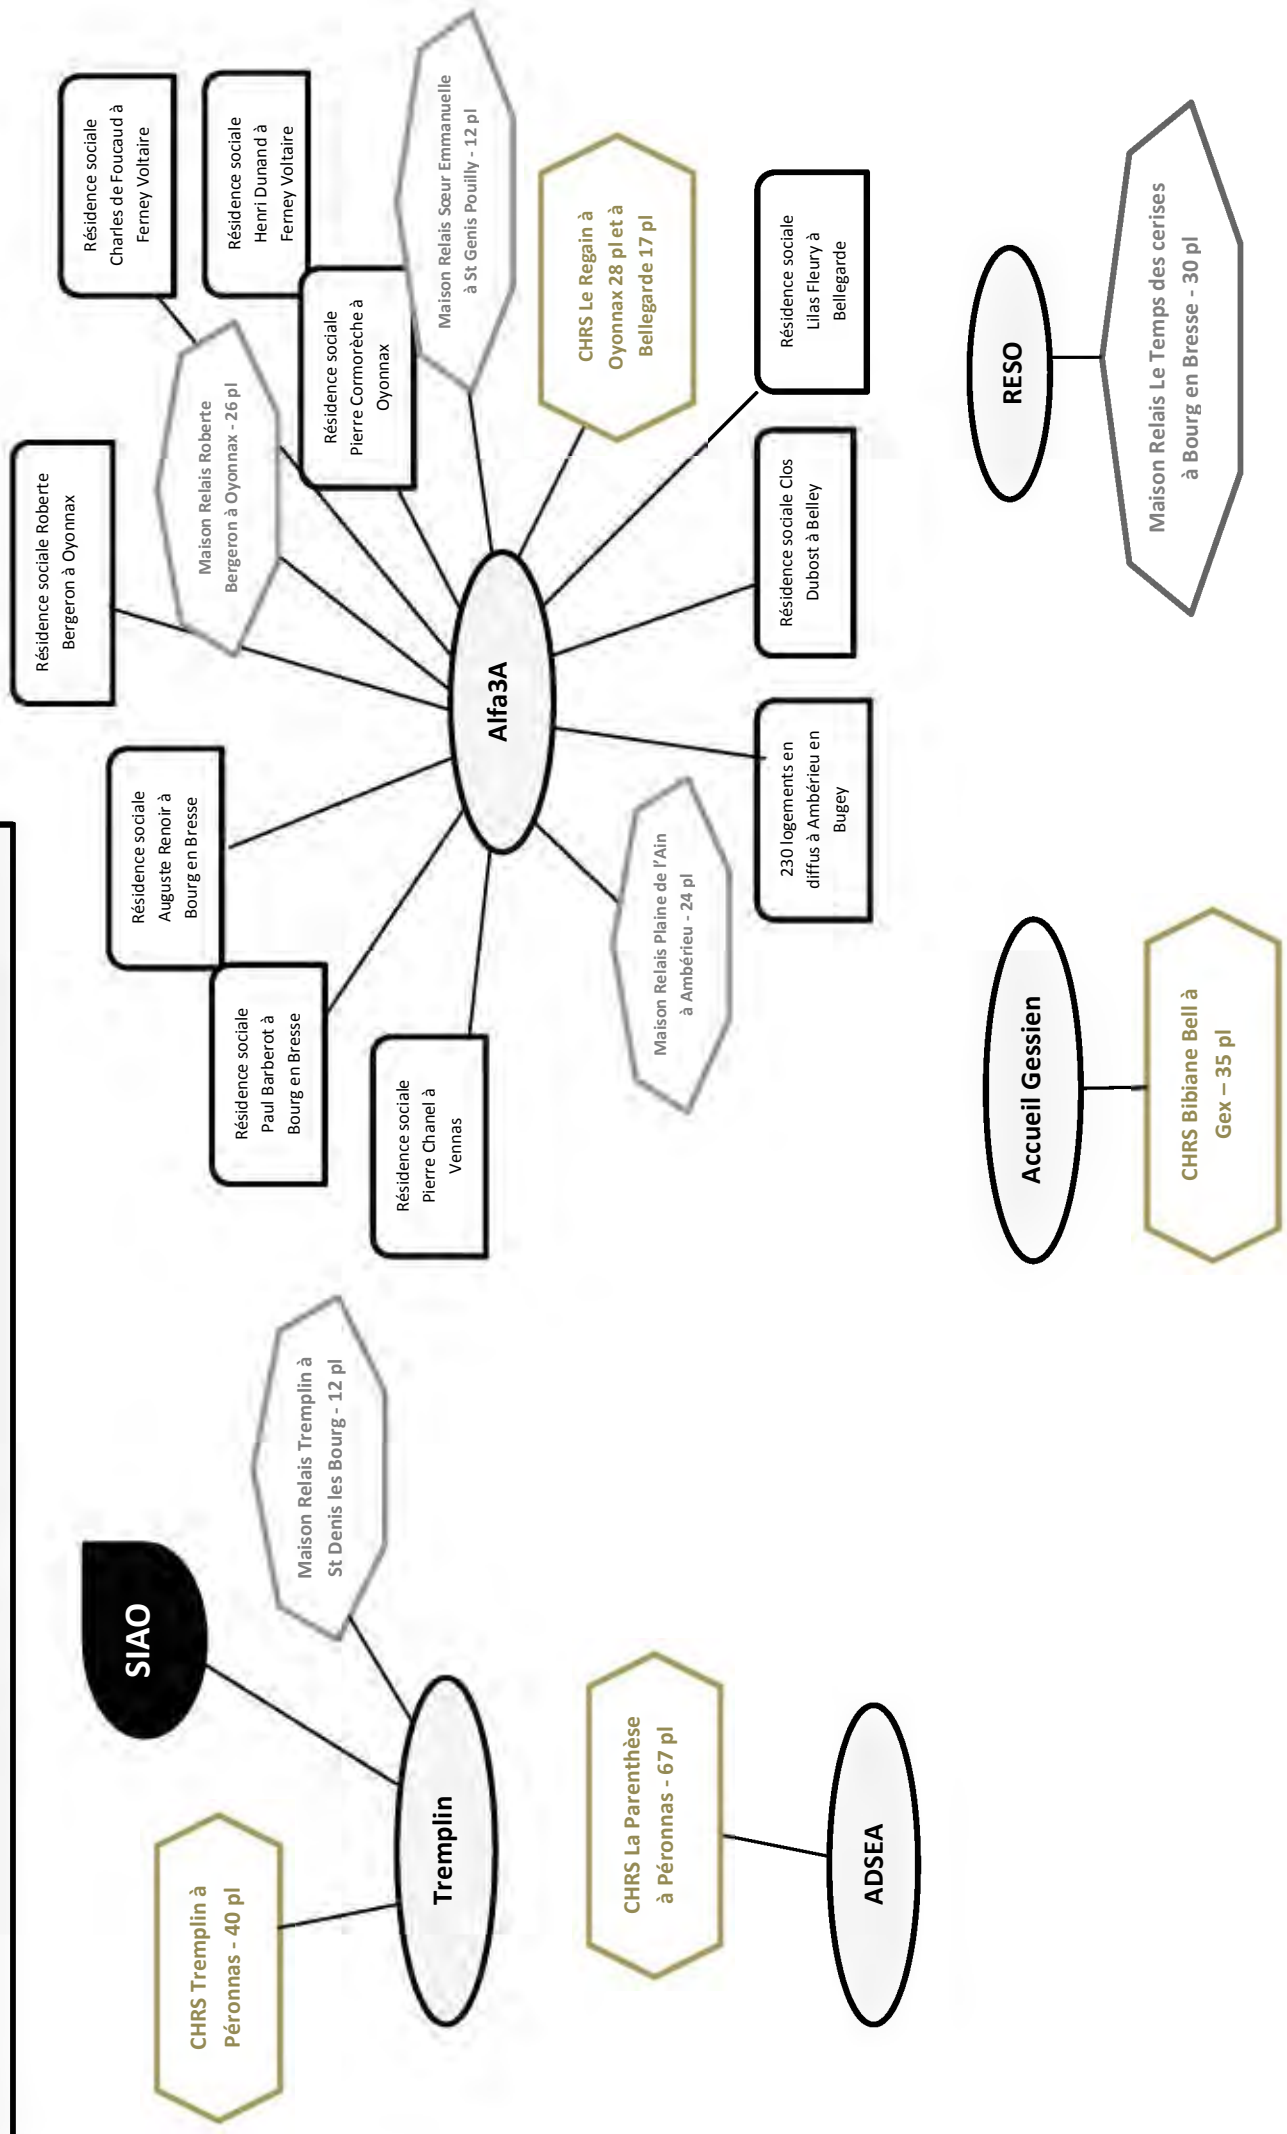 SIAO
CHRS Tremplin à
Péronnas - 40 pl
Maison Relais Tremplin à
St Denis les Bourg - 12 pl
Tremplin
CHRS La Parenthèse
à Péronnas - 67 pl
ADSEA
Résidence sociale
Auguste Renoir à
Bourg en Bresse
Résidence sociale
Paul Barberot à
Bourg en Bresse
Résidence sociale
Pierre Chanel à
Vennas
Résidence sociale Roberte
Bergeron à Oyonnax
Maison Relais Roberte
Bergeron à Oyonnax - 26 pl
Résidence sociale
Charles de Foucaud à
Ferney Voltaire
Résidence sociale
Henri Dunand à
Ferney Voltaire
Résidence sociale
Pierre Cormorèche à
Oyonnax
Maison Relais Sœur Emmanuelle
à St Genis Pouilly - 12 pl
Alfa3A
CHRS Le Regain à
Oyonnax 28 pl et à
Bellegarde 17 pl
Maison Relais Plaine de l'Ain
à Ambérieu - 24 pl
230 logements en
diffus à Ambérieu en
Bugey
Résidence sociale Clos
Dubost à Belley
Résidence sociale
Lilas Fleury à
Bellegarde
Accueil Gessien
CHRS Bibiane Bell à
Gex – 35 pl
RESO
Maison Relais Le Temps des cerises
à Bourg en Bresse - 30 pl